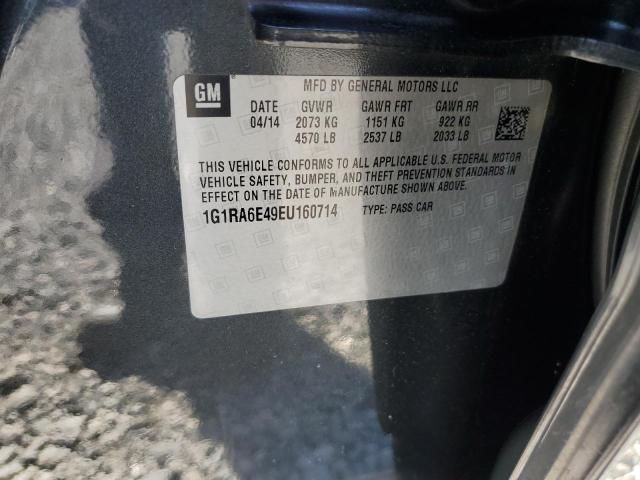 GM
MFD BY GENERAL MOTORS LLC
DATE GVWR GAWR FRT GAWR RR
04/14 2073 KG 1151 KG 922 KG
4570 LB 2537 LB 2033 LB
THIS VEHICLE CONFORMS TO ALL APPLICABLE U.S. FEDERAL MOTOR
VEHICLE SAFETY, BUMPER, AND THEFT PREVENTION STANDARDS IN
EFFECT ON THE DATE OF MANUFACTURE SHOWN ABOVE.
1G1RA6E49EU160714 TYPE: PASS CAR